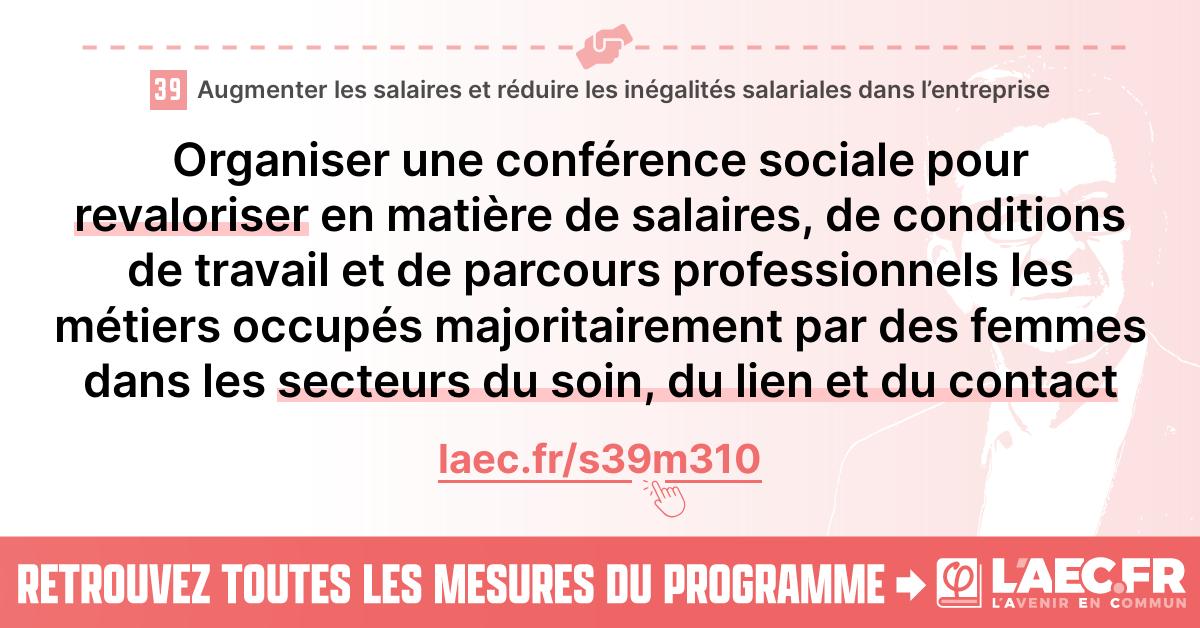 39 Augmenter les salaires et réduire les inégalités salariales dans l’entreprise
Organiser une conférence sociale pour
revaloriser en matière de salaires, de conditions
de travail et de parcours professionnels les
métiers occupés majoritairement par des femmes
dans les secteurs du soin, du lien et du contact
laec.fr/s39m310
RETROUVEZ TOUTES LES MESURES DU PROGRAMME
φ L'AEC.FR
L'AVENIR EN COMMUN